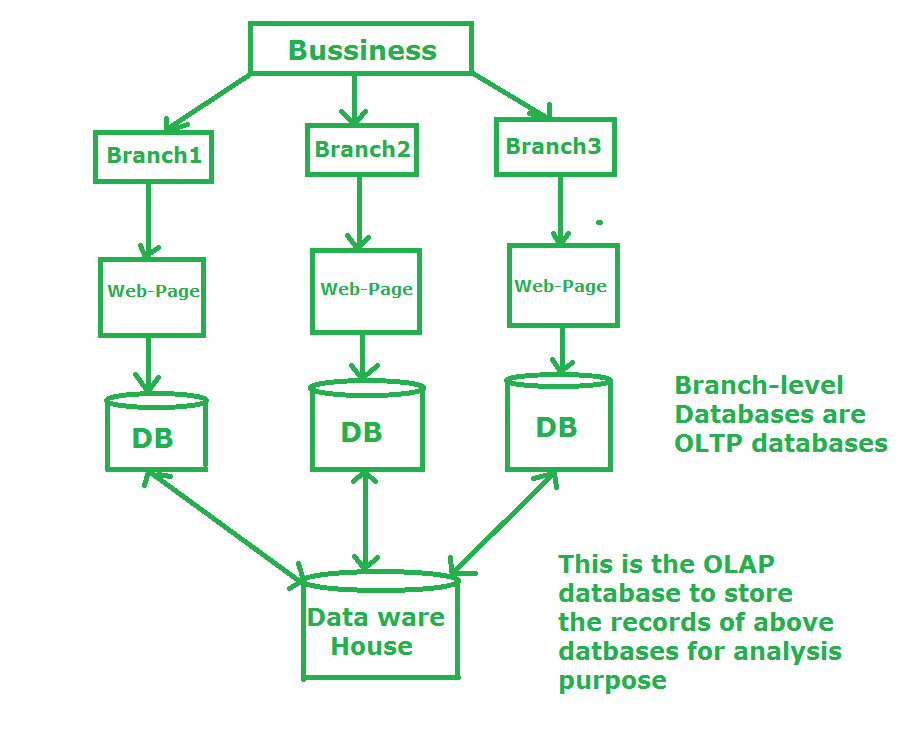 Bussiness
Branch1
Branch2
Branch3
Web-Page
Web-Page
Web-Page
DB
DB
DB
Branch-level
Databases are
OLTP databases
Data ware
House
This is the OLAP
database to store
the records of above
datbases for analysis
purpose